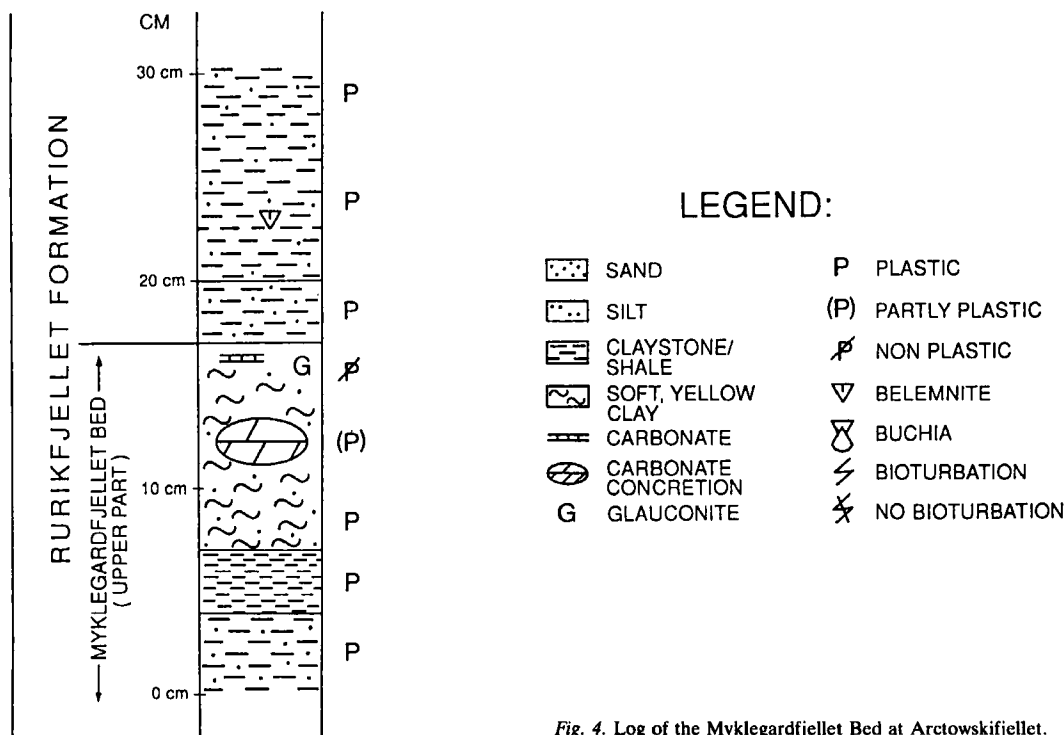 CM
30 cm
20 cm
10 cm
0 cm
RURIKFJELLET FORMATION
MYKLEGARDFJELLET BED
( UPPER PART )
P
P
P
G
P
(P)
P
P
P
LEGEND:
SAND
SILT
CLAYSTONE/
SHALE
SOFT, YELLOW
CLAY
CARBONATE
CARBONATE
CONCRETION
G GLAUCONITE
P PLASTIC
(P) PARTLY PLASTIC
P NON PLASTIC
BELEMNITE
BUCHIA
BIOTURBATION
NO BIOTURBATION
Fig. 4. Log of the Myklegardfjellet Bed at Arctowskifjellet.